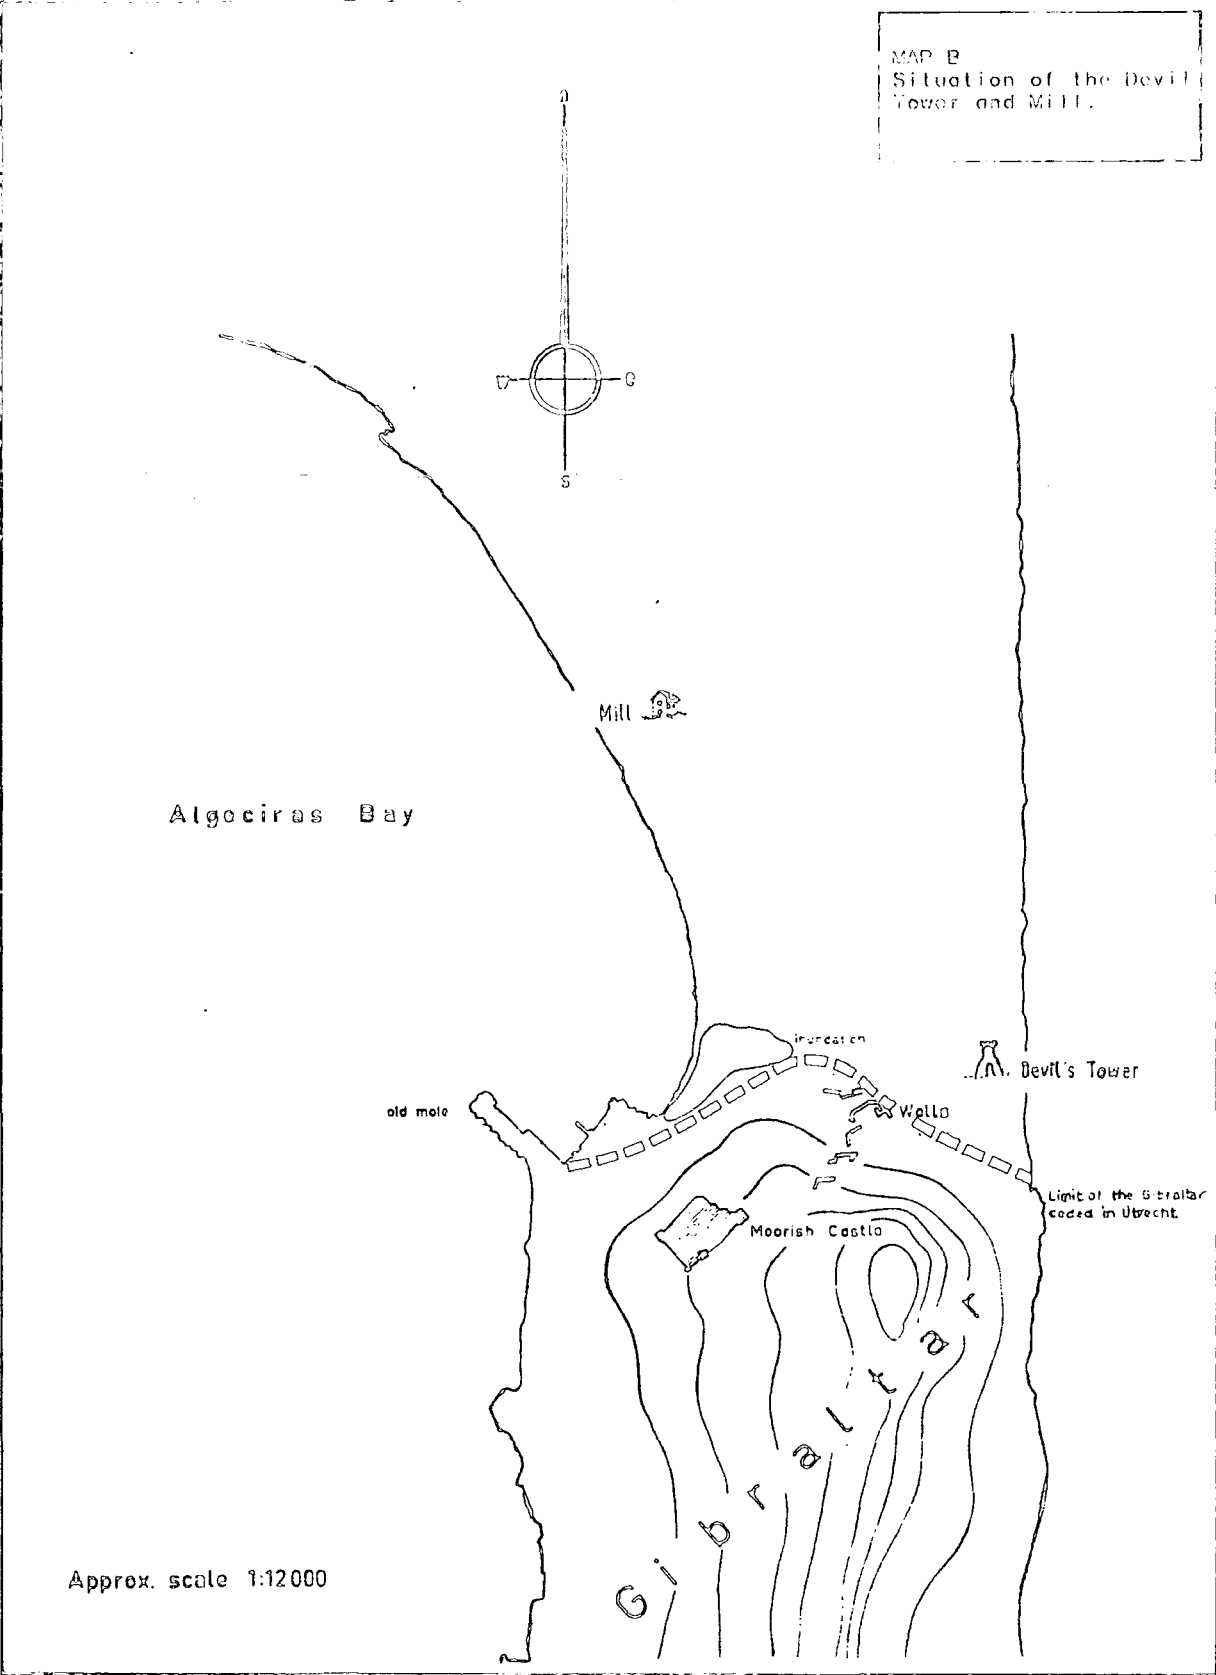 MAP B
Situation of the Devil
Tower and Mill.
n
S
Mill
Algeciras Bay
inundation
Devil's Tower
old mole
Walls
Limit of the Gibraltar
ceded in Utrecht.
Moorish Castle
Gibraltar
Approx. scale 1:12000